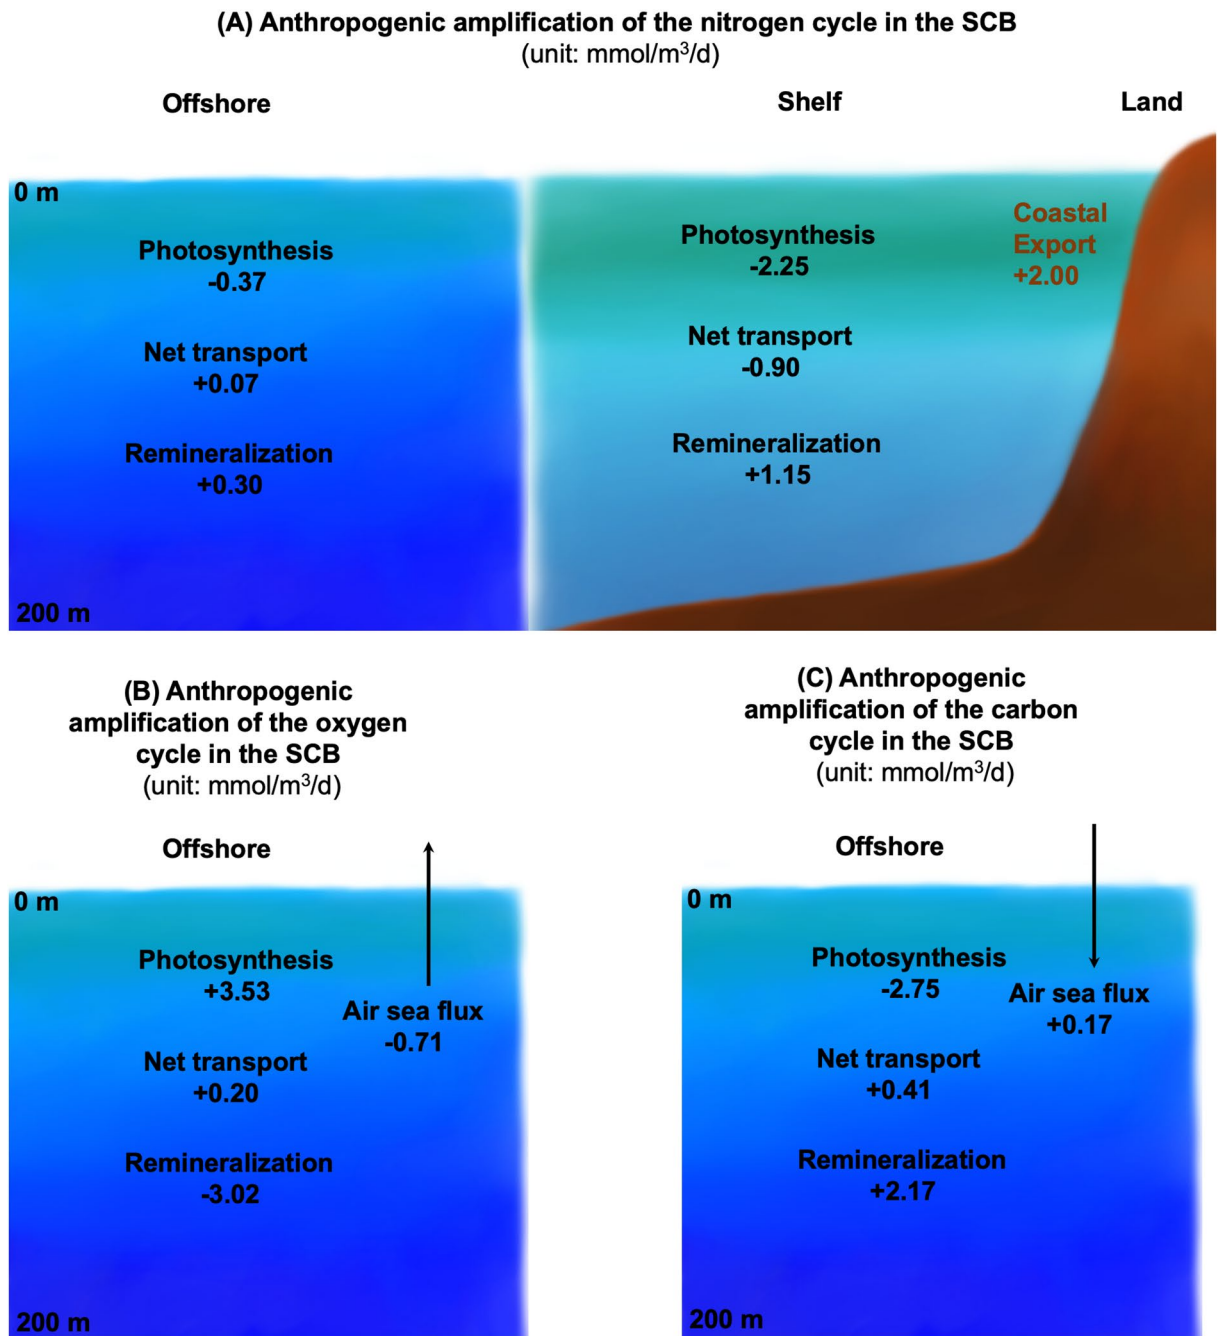 (A) Anthropogenic amplification of the nitrogen cycle in the SCB
(unit: mmol/m³/d)
Offshore
Shelf
Land
0 m
Photosynthesis
-0.37
Net transport
+0.07
Remineralization
+0.30
200 m
Photosynthesis
-2.25
Net transport
-0.90
Remineralization
+1.15
Coastal
Export
+2.00
(B) Anthropogenic
amplification of the oxygen
cycle in the SCB
(unit: mmol/m³/d)
Offshore
0 m
Photosynthesis
+3.53
Air sea flux
-0.71
Net transport
+0.20
Remineralization
-3.02
200 m
(C) Anthropogenic
amplification of the carbon
cycle in the SCB
(unit: mmol/m³/d)
Offshore
0 m
Photosynthesis
-2.75
Air sea flux
+0.17
Net transport
+0.41
Remineralization
+2.17
200 m